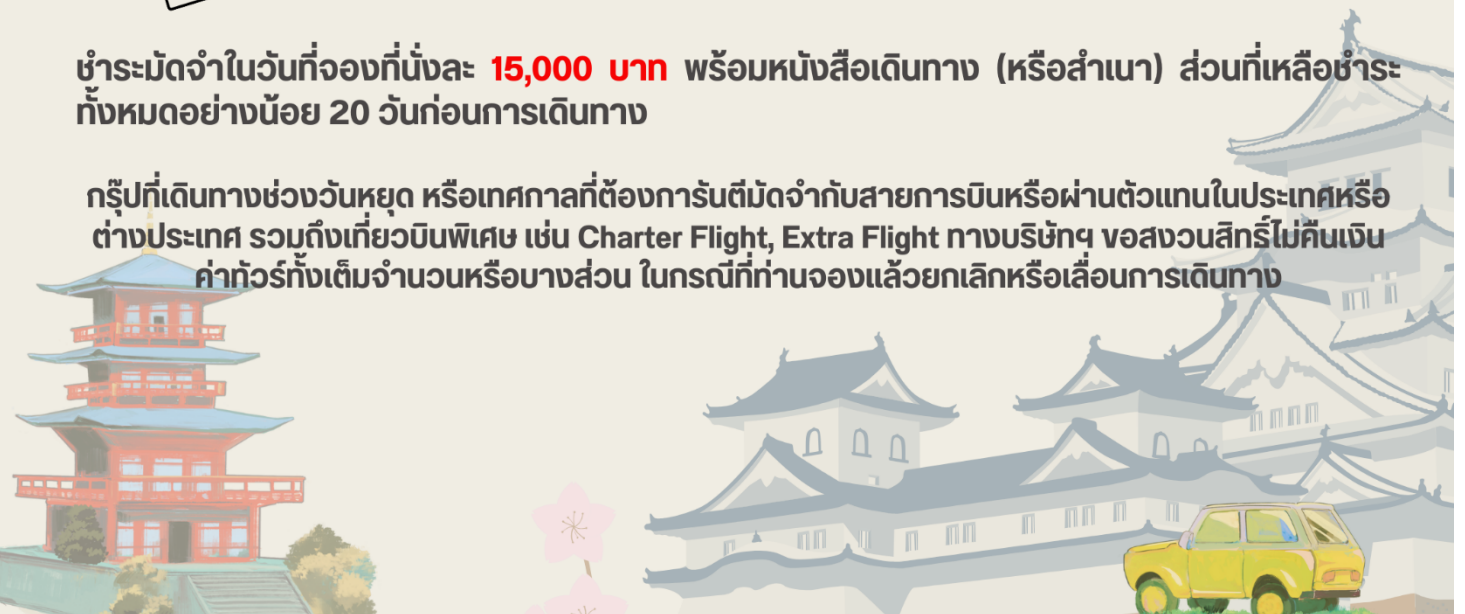 ชำระมัดจำในวันที่จองที่นั่งละ 15,000 บาท พร้อมหนังสือเดินทาง (หรือสำเนา) ส่วนที่เหลือชำระ
ทั้งหมดอย่างน้อย 20 วันก่อนการเดินทาง
กรุ๊ปที่เดินทางช่วงวันหยุด หรือเทศกาลที่ต้องการันตีมัดจำกับสายการบินหรือผ่านตัวแทนในประเทศหรือ
ต่างประเทศ รวมถึงเที่ยวบินพิเศษ เช่น Charter Flight, Extra Flight ทางบริษัทฯ ขอสงวนสิทธิ์ไม่คืนเงิน
ค่าทัวร์ทั้งเต็มจำนวนหรือบางส่วน ในกรณีที่ท่านจองแล้วยกเลิกหรือเลื่อนการเดินทาง